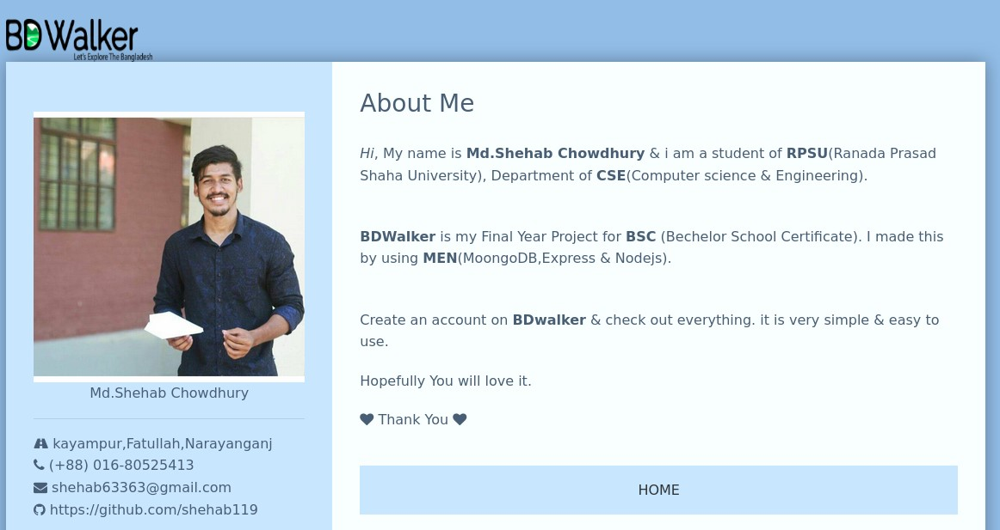 BDWalker
Let's Explore The Bangladesh
Md.Shehab Chowdhury
kayampur,Fatullah,Narayanganj
(+88) 016-80525413
shehab63363@gmail.com
https://github.com/shehab119
About Me
Hi, My name is Md.Shehab Chowdhury & i am a student of RPSU(Ranada Prasad
Shaha University), Department of CSE(Computer science & Engineering).
BDWalker is my Final Year Project for BSC (Bechelor School Certificate). I made this
by using MEN(MoongoDB,Express & Nodejs).
Create an account on BDwalker & check out everything. it is very simple & easy to
use.
Hopefully You will love it.
Thank You
HOME